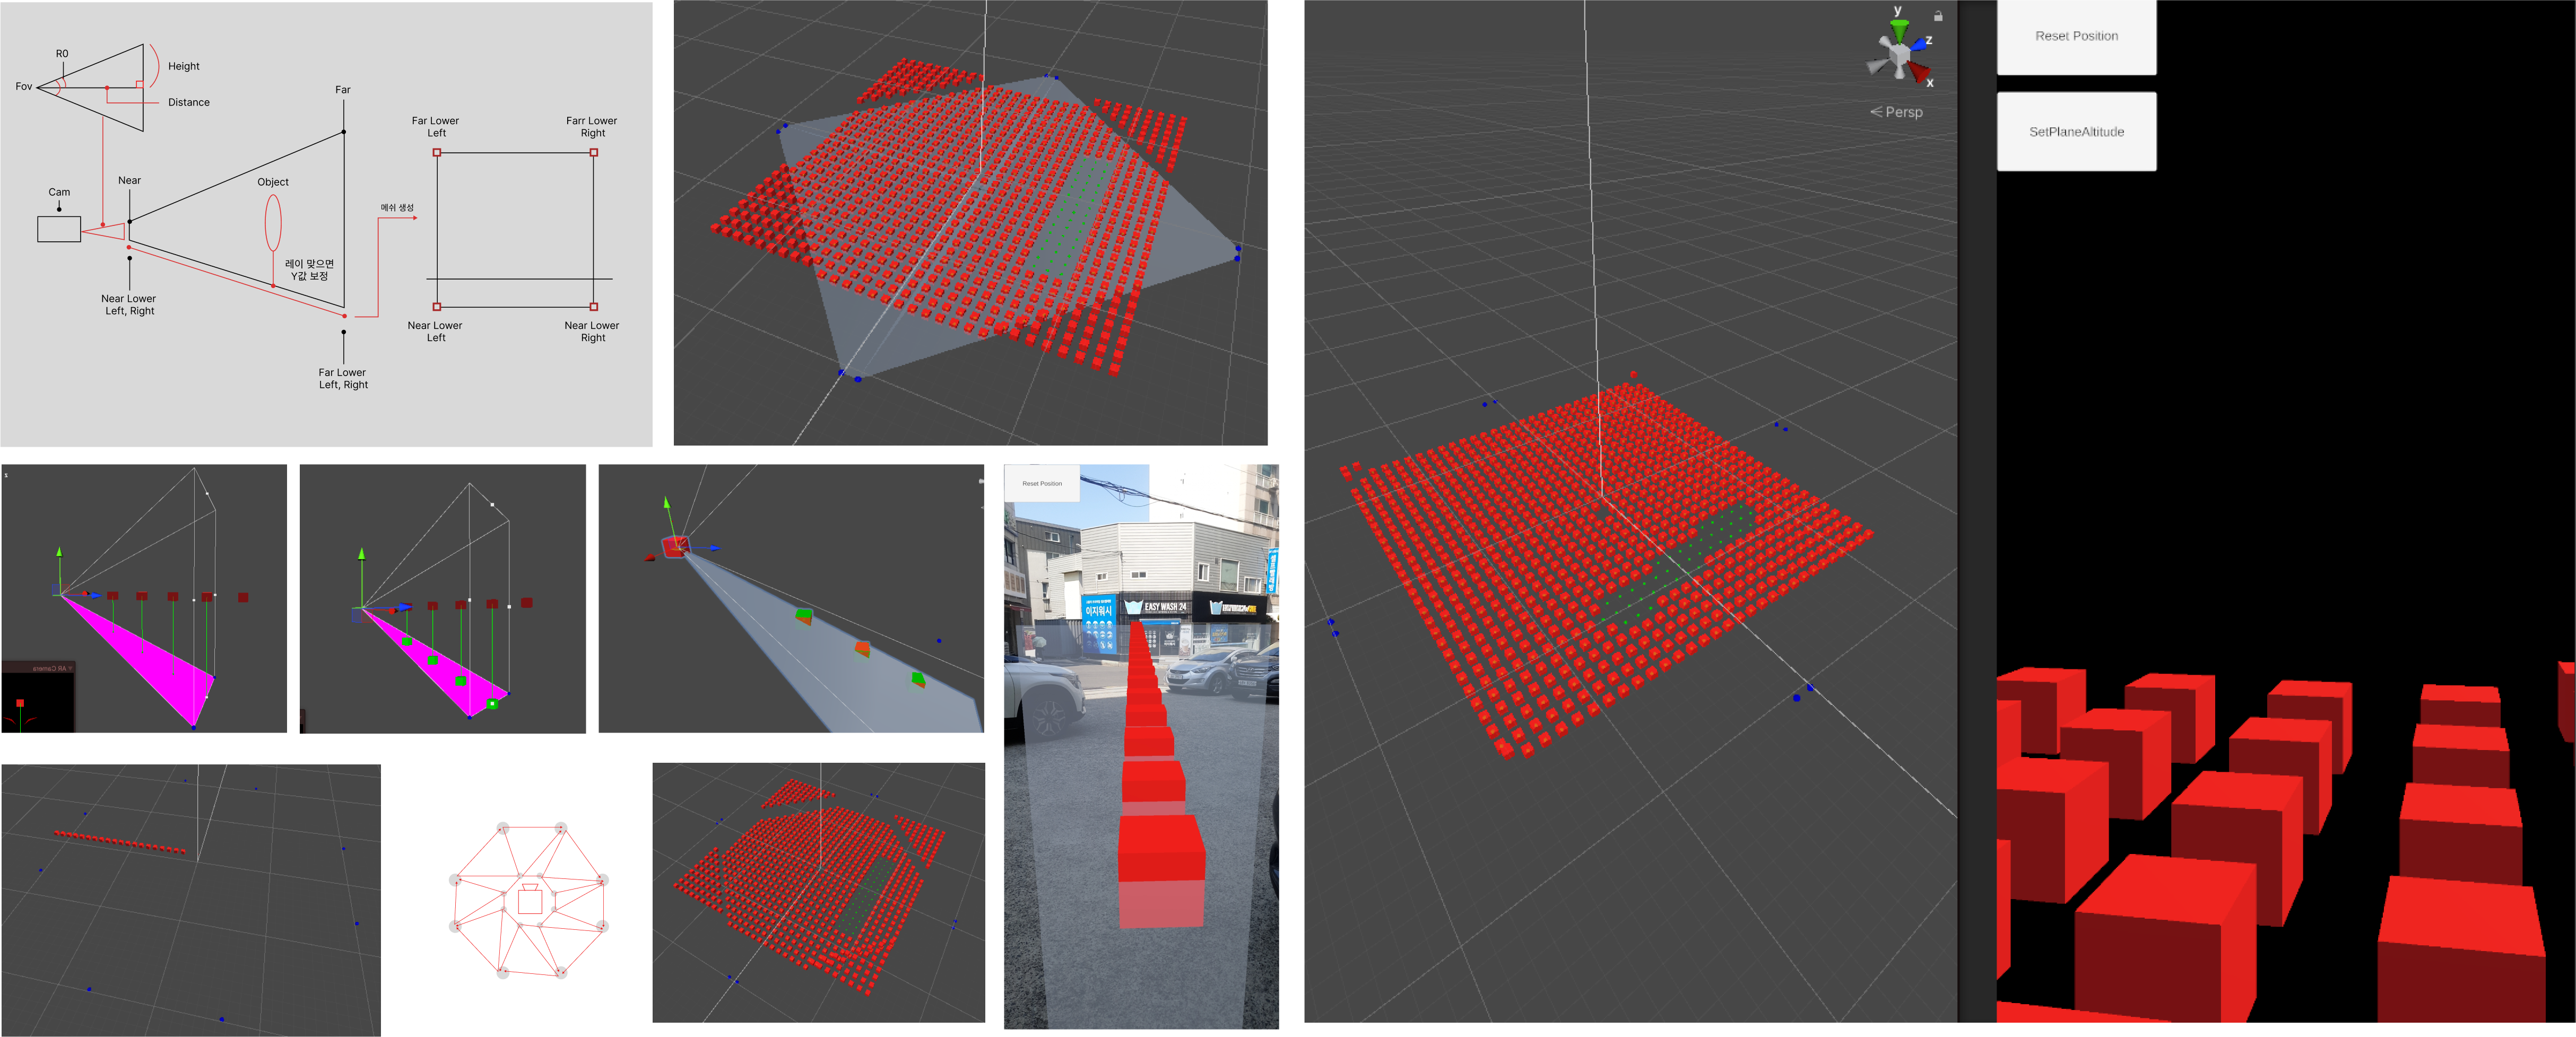 R0
Height
Fov
Distance
Far
Far Lower
Left
Farr Lower
Right
Near
Object
Cam
메쉬 생성
레이 맞으면
Y값 보정
Near Lower
Left, Right
Near Lower
Left
Near Lower
Right
Far Lower
Left, Right
y
z
x
Persp
Reset Position
SetPlaneAltitude
Reset Position
이지워시
EASY WASH 24
z